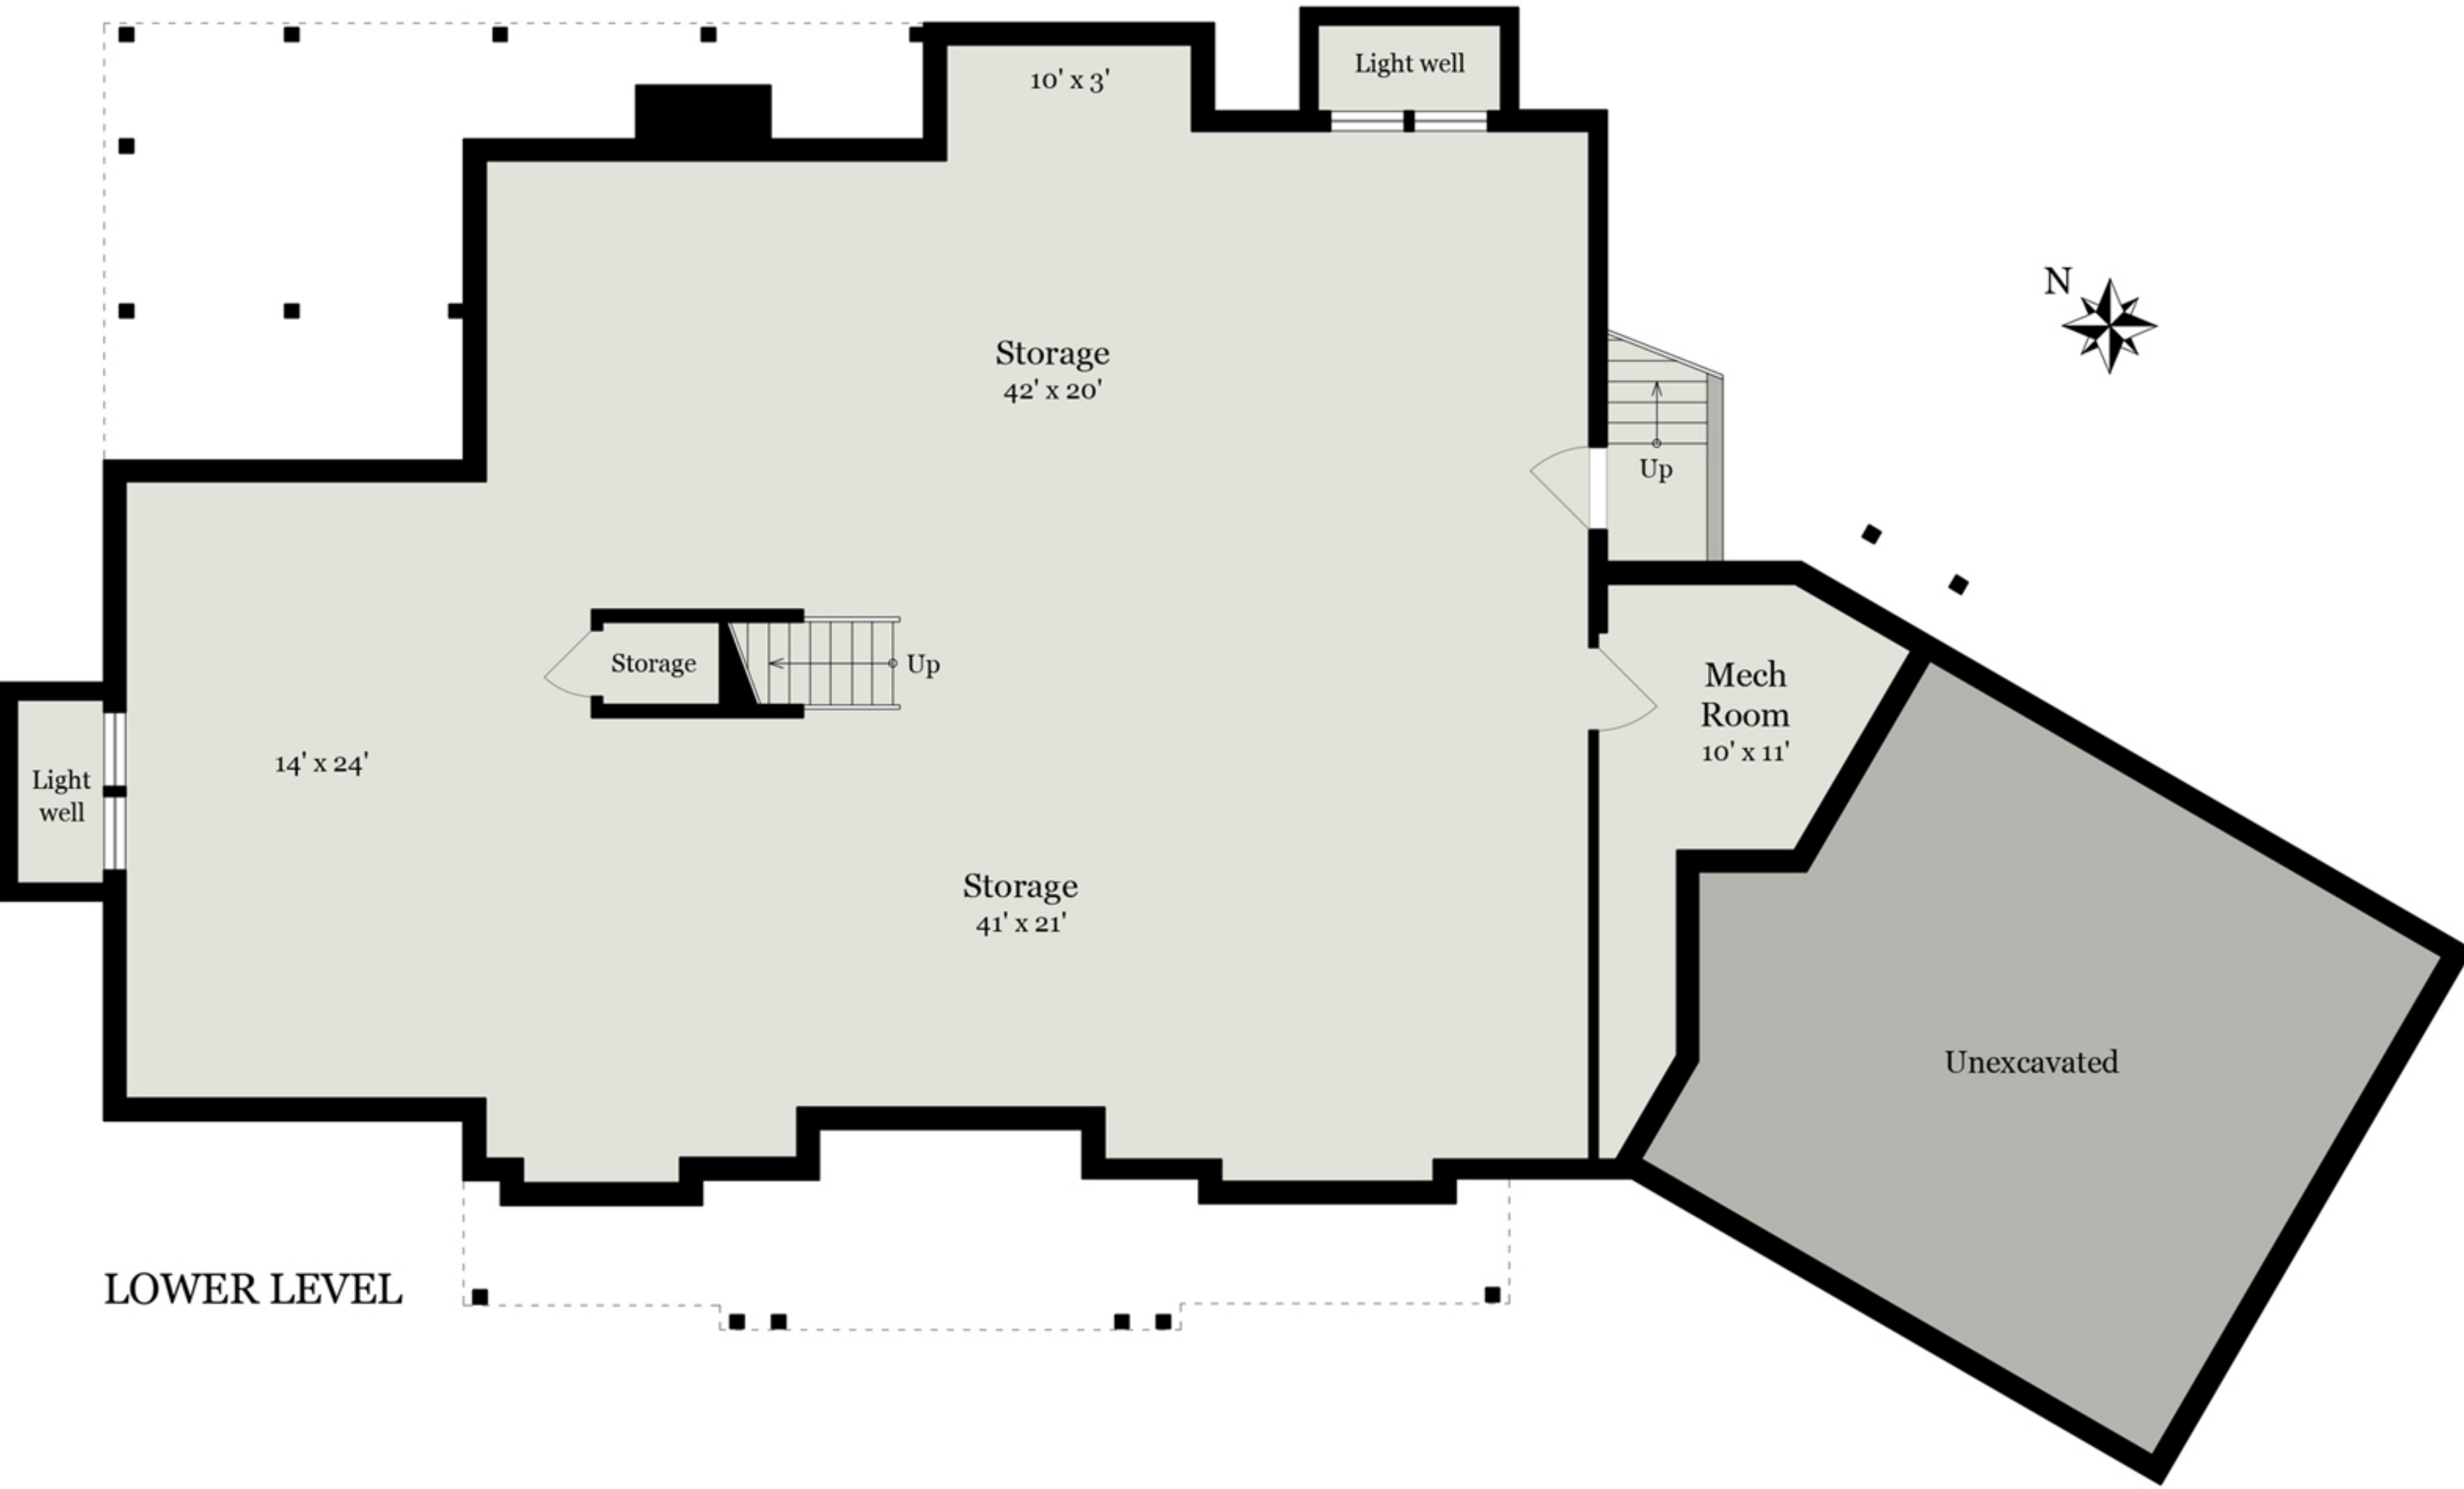 10' x 3'
Light well
N
Storage
42' x 20'
Up
Storage
Up
Mech
Room
10' x 11'
14' x 24'
Light
well
Storage
41' x 21'
Unexcavated
LOWER LEVEL